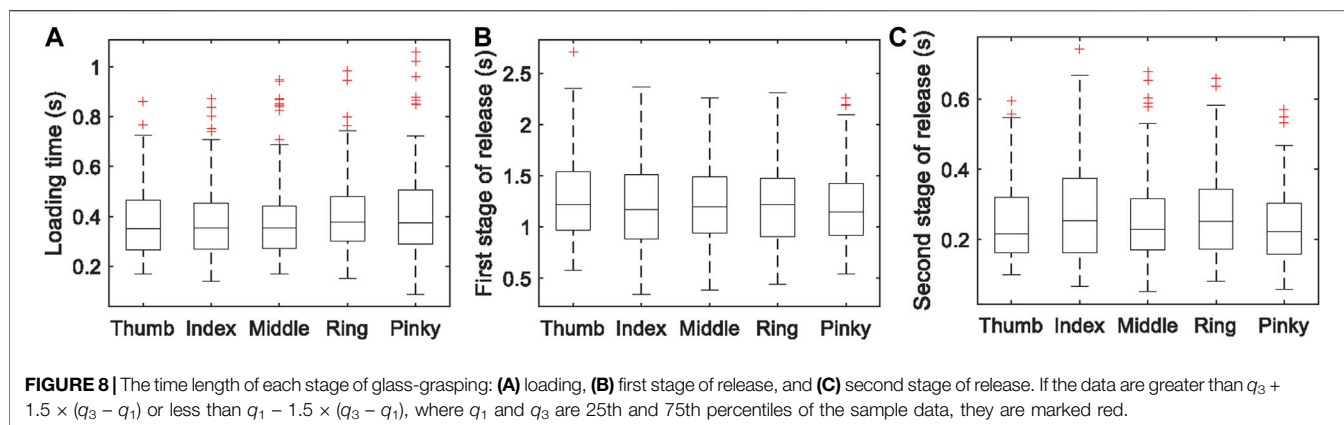 A
Loading time (s)
1
0.8
0.6
0.4
0.2
Thumb Index Middle Ring Pinky
B
First stage of release (s)
2.5
2
1.5
1
0.5
Thumb Index Middle Ring Pinky
C
Second stage of release (s)
0.6
0.4
0.2
Thumb Index Middle Ring Pinky
FIGURE 8 | The time length of each stage of glass-grasping: (A) loading, (B) first stage of release, and (C) second stage of release. If the data are greater than q₃ +
1.5 × (q₃ − q₁) or less than q₁ − 1.5 × (q₃ − q₁), where q₁ and q₃ are 25th and 75th percentiles of the sample data, they are marked red.